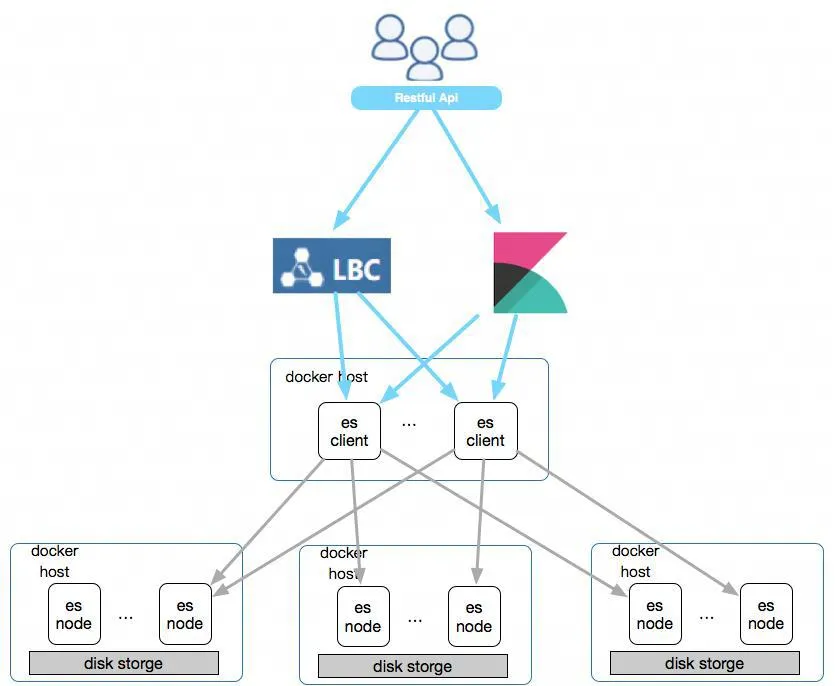 Restful Api
LBC
docker host
es
client
...
es
client
docker
host
es
node
...
es
node
disk storge
docker
host
es
node
...
es
node
disk storge
docker
host
es
node
...
es
node
disk storge